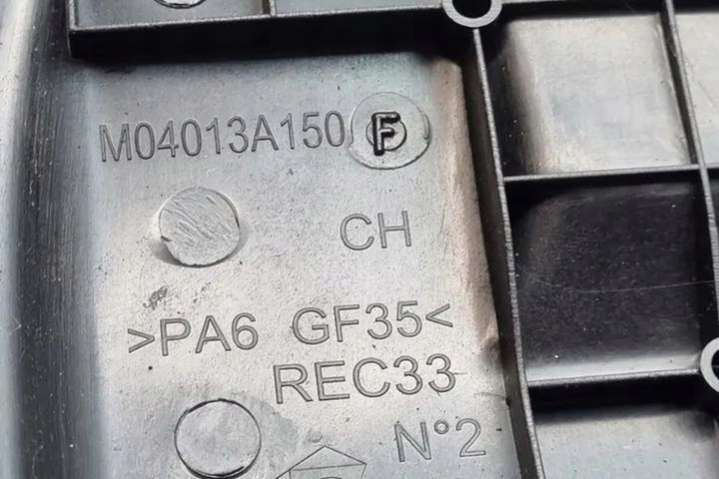 M04013A150 F
CH
>PA6 GF35<
REC33
N°2